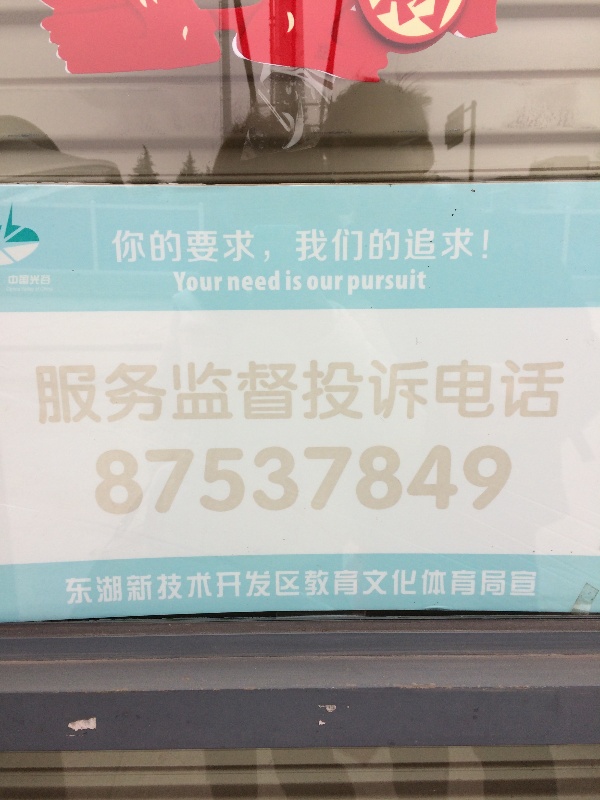 你的要求，我们的追求！
Your need is our pursuit
中国光谷
服务监督投诉电话
87537849
东湖新技术开发区教育文化体育局宣